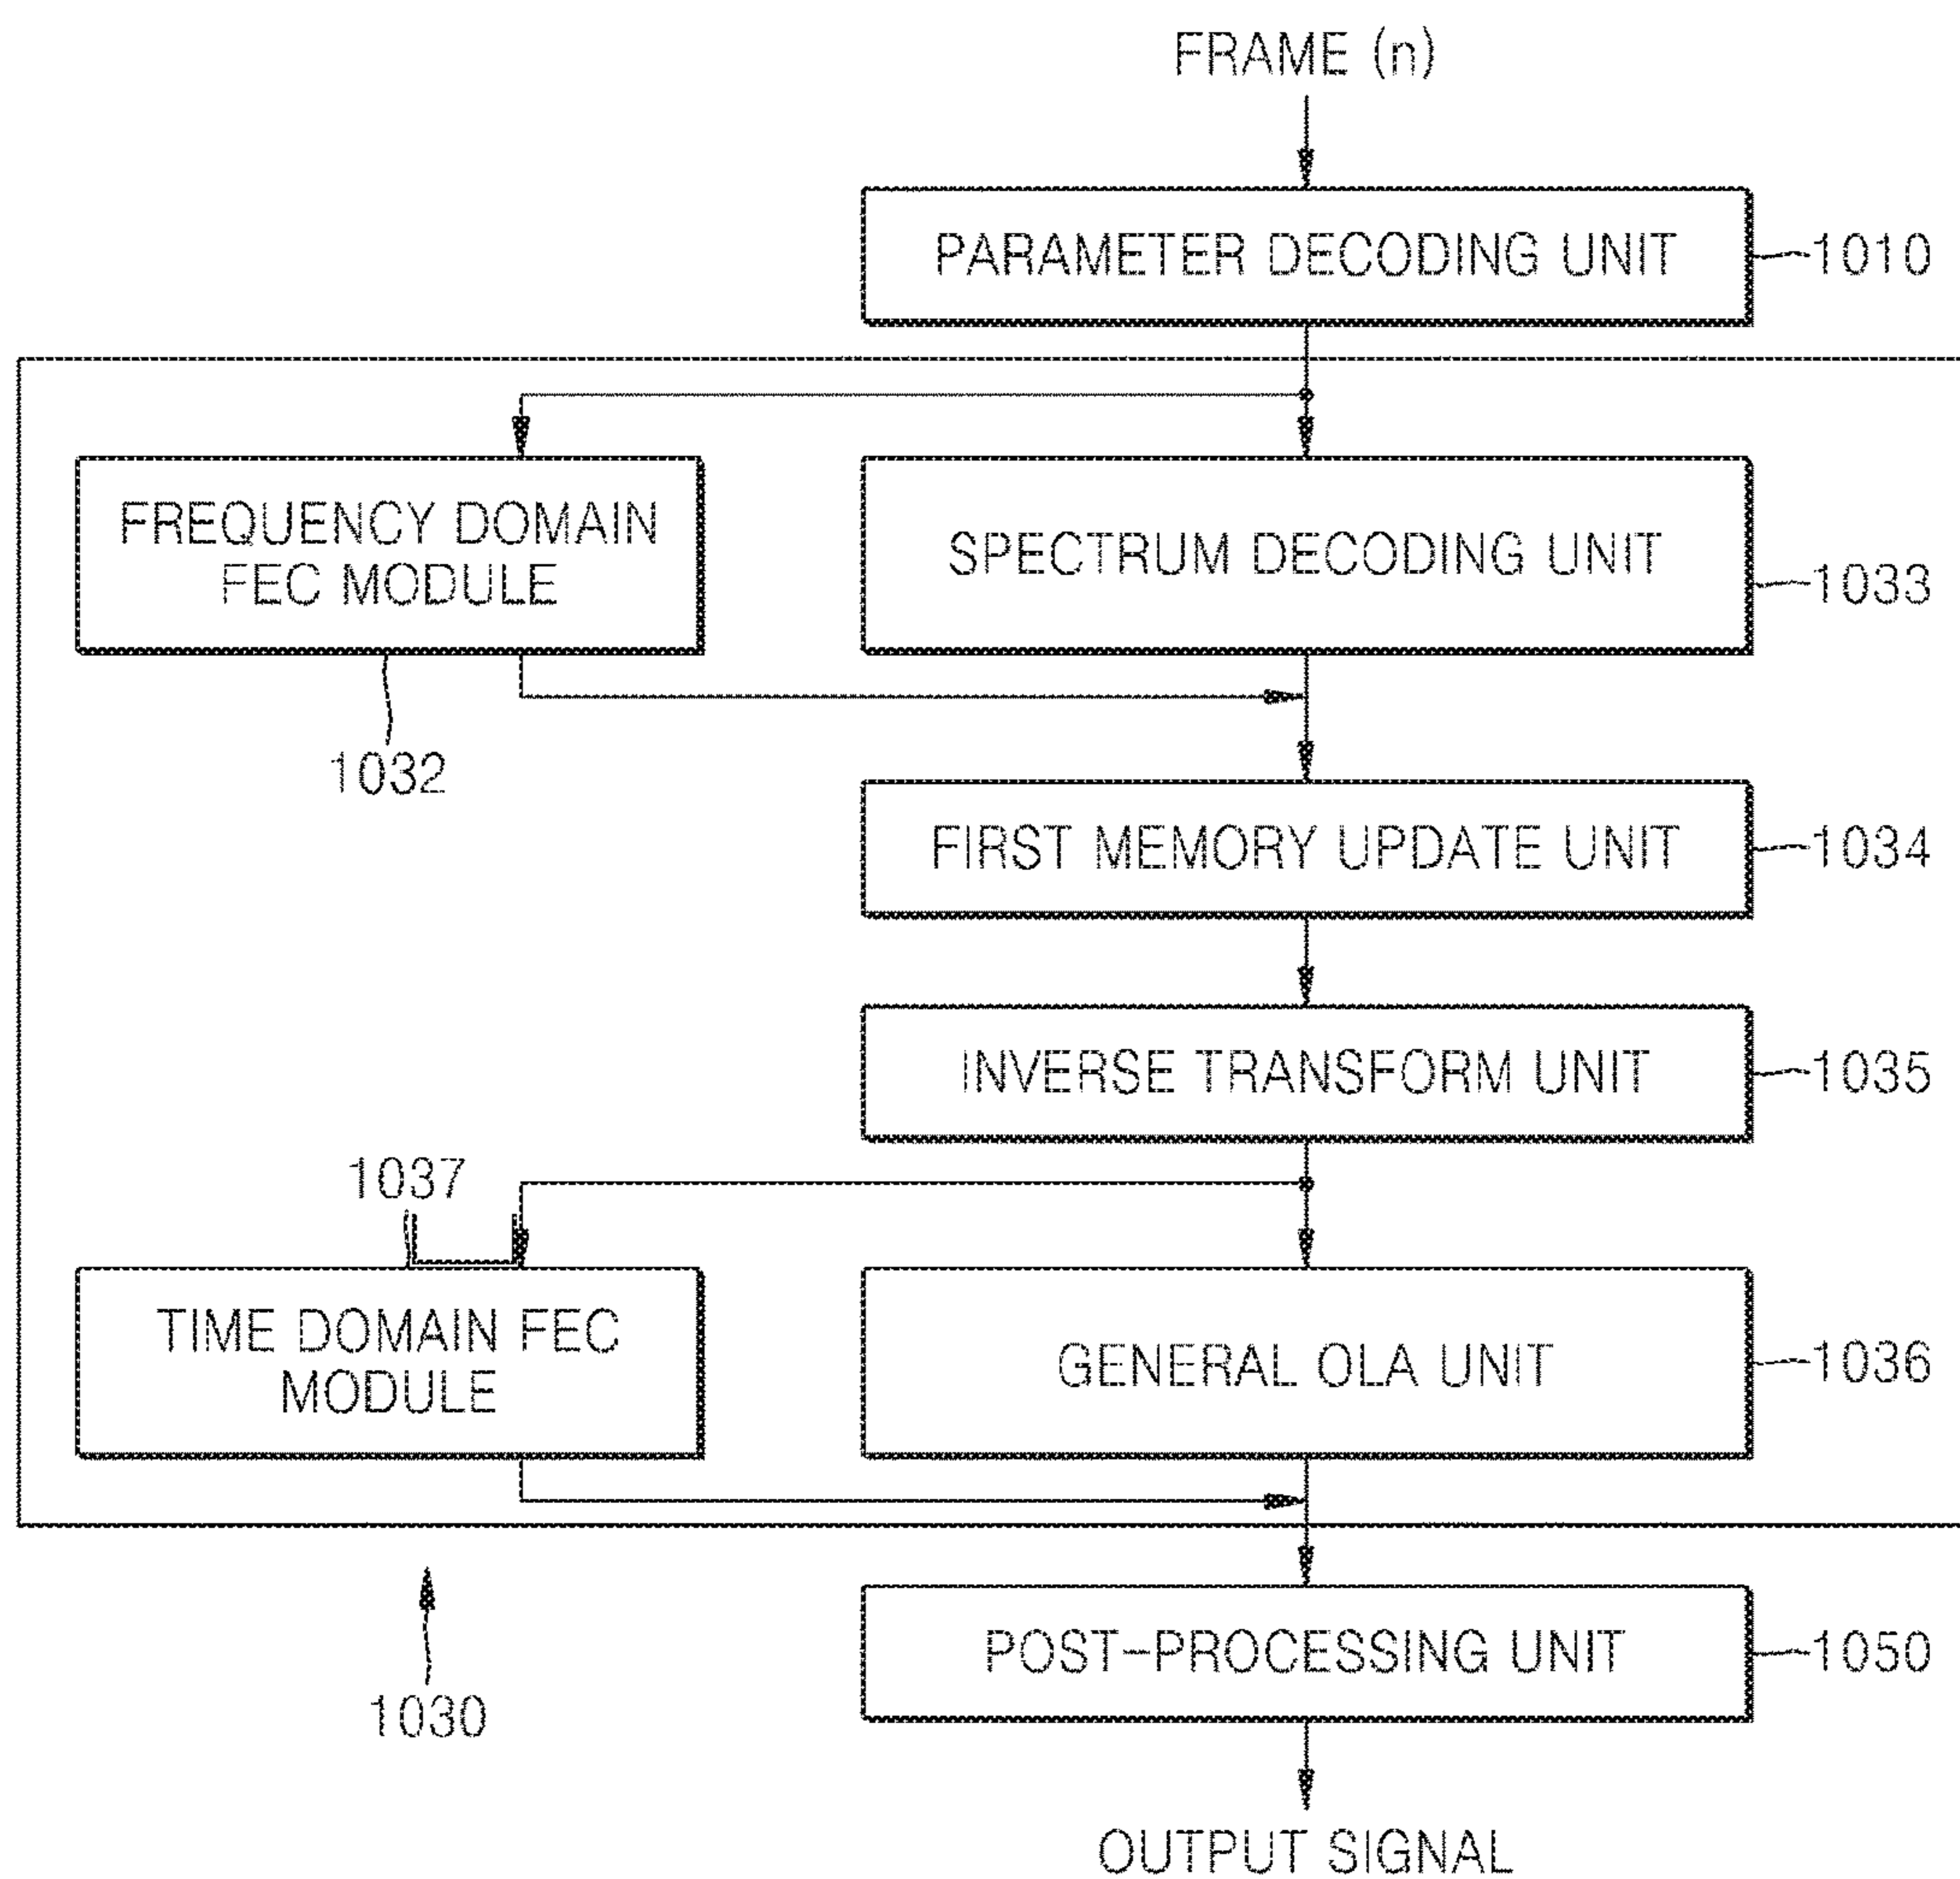 FRAME (n)
PARAMETER DECODING UNIT
1010
FREQUENCY DOMAIN
FEC MODULE
1032
SPECTRUM DECODING UNIT
1033
FIRST MEMORY UPDATE UNIT
1034
INVERSE TRANSFORM UNIT
1035
1037
TIME DOMAIN FEC
MODULE
GENERAL OLA UNIT
1036
1030
POST-PROCESSING UNIT
1050
OUTPUT SIGNAL